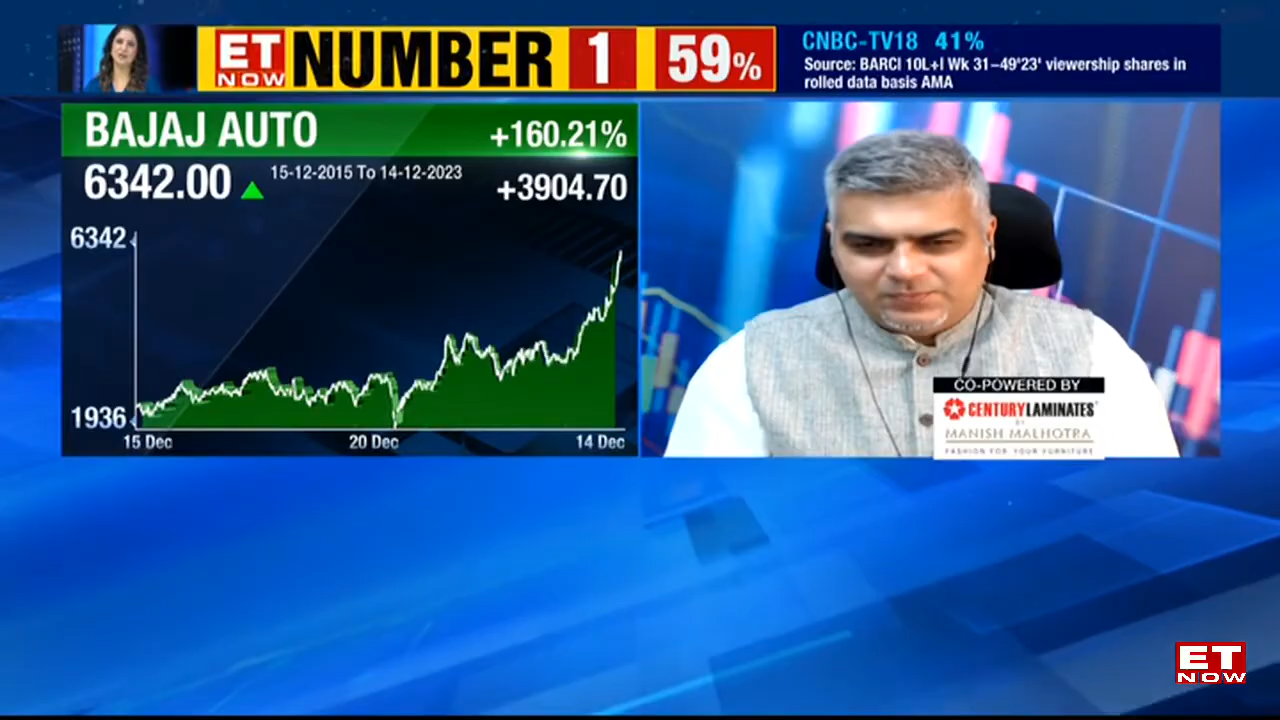 ET
NOW
NUMBER 1 59%
CNBC-TV18 41%
Source: BARCI 10L+I Wk 31-49'23' viewership shares in
rolled data basis AMA
BAJAJ AUTO +160.21%
6342.00 15-12-2015 To 14-12-2023 +3904.70
6342
1936
15 Dec 20 Dec 14 Dec
CO-POWERED BY
CENTURYLAMINATES
BY
MANISH MALHOTRA
FASHION FOR YOUR FURNITURE
ET
NOW